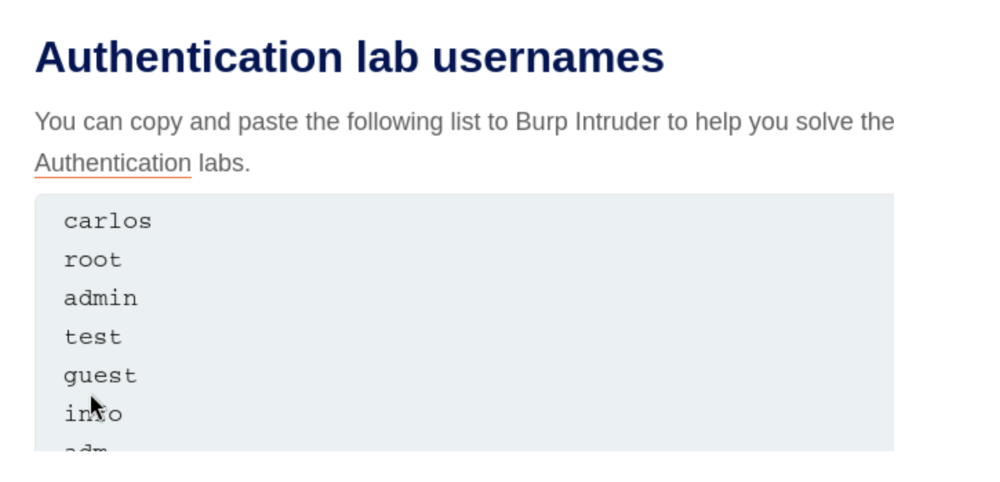 Authentication lab usernames
You can copy and paste the following list to Burp Intruder to help you solve the
Authentication labs.
carlos
root
admin
test
guest
info
adm